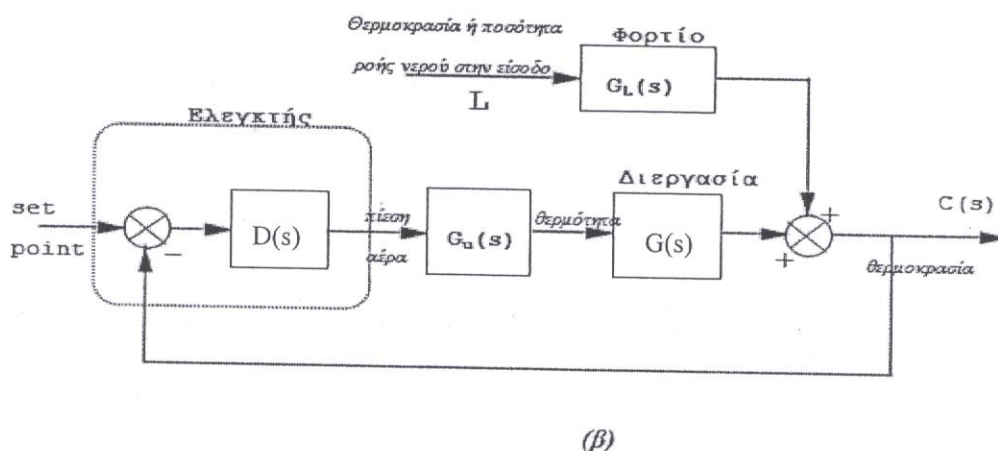 Θερμοκρασία ή ποσότητα
ροής νερού στην είσοδο
L
Φορτίο
G_L(s)
Ελεγκτής
set
point
−
D(s)
πίεση
αέρα
G_u(s)
θερμότητα
Διεργασία
G(s)
+
+
C(s)
θερμοκρασία
(β)